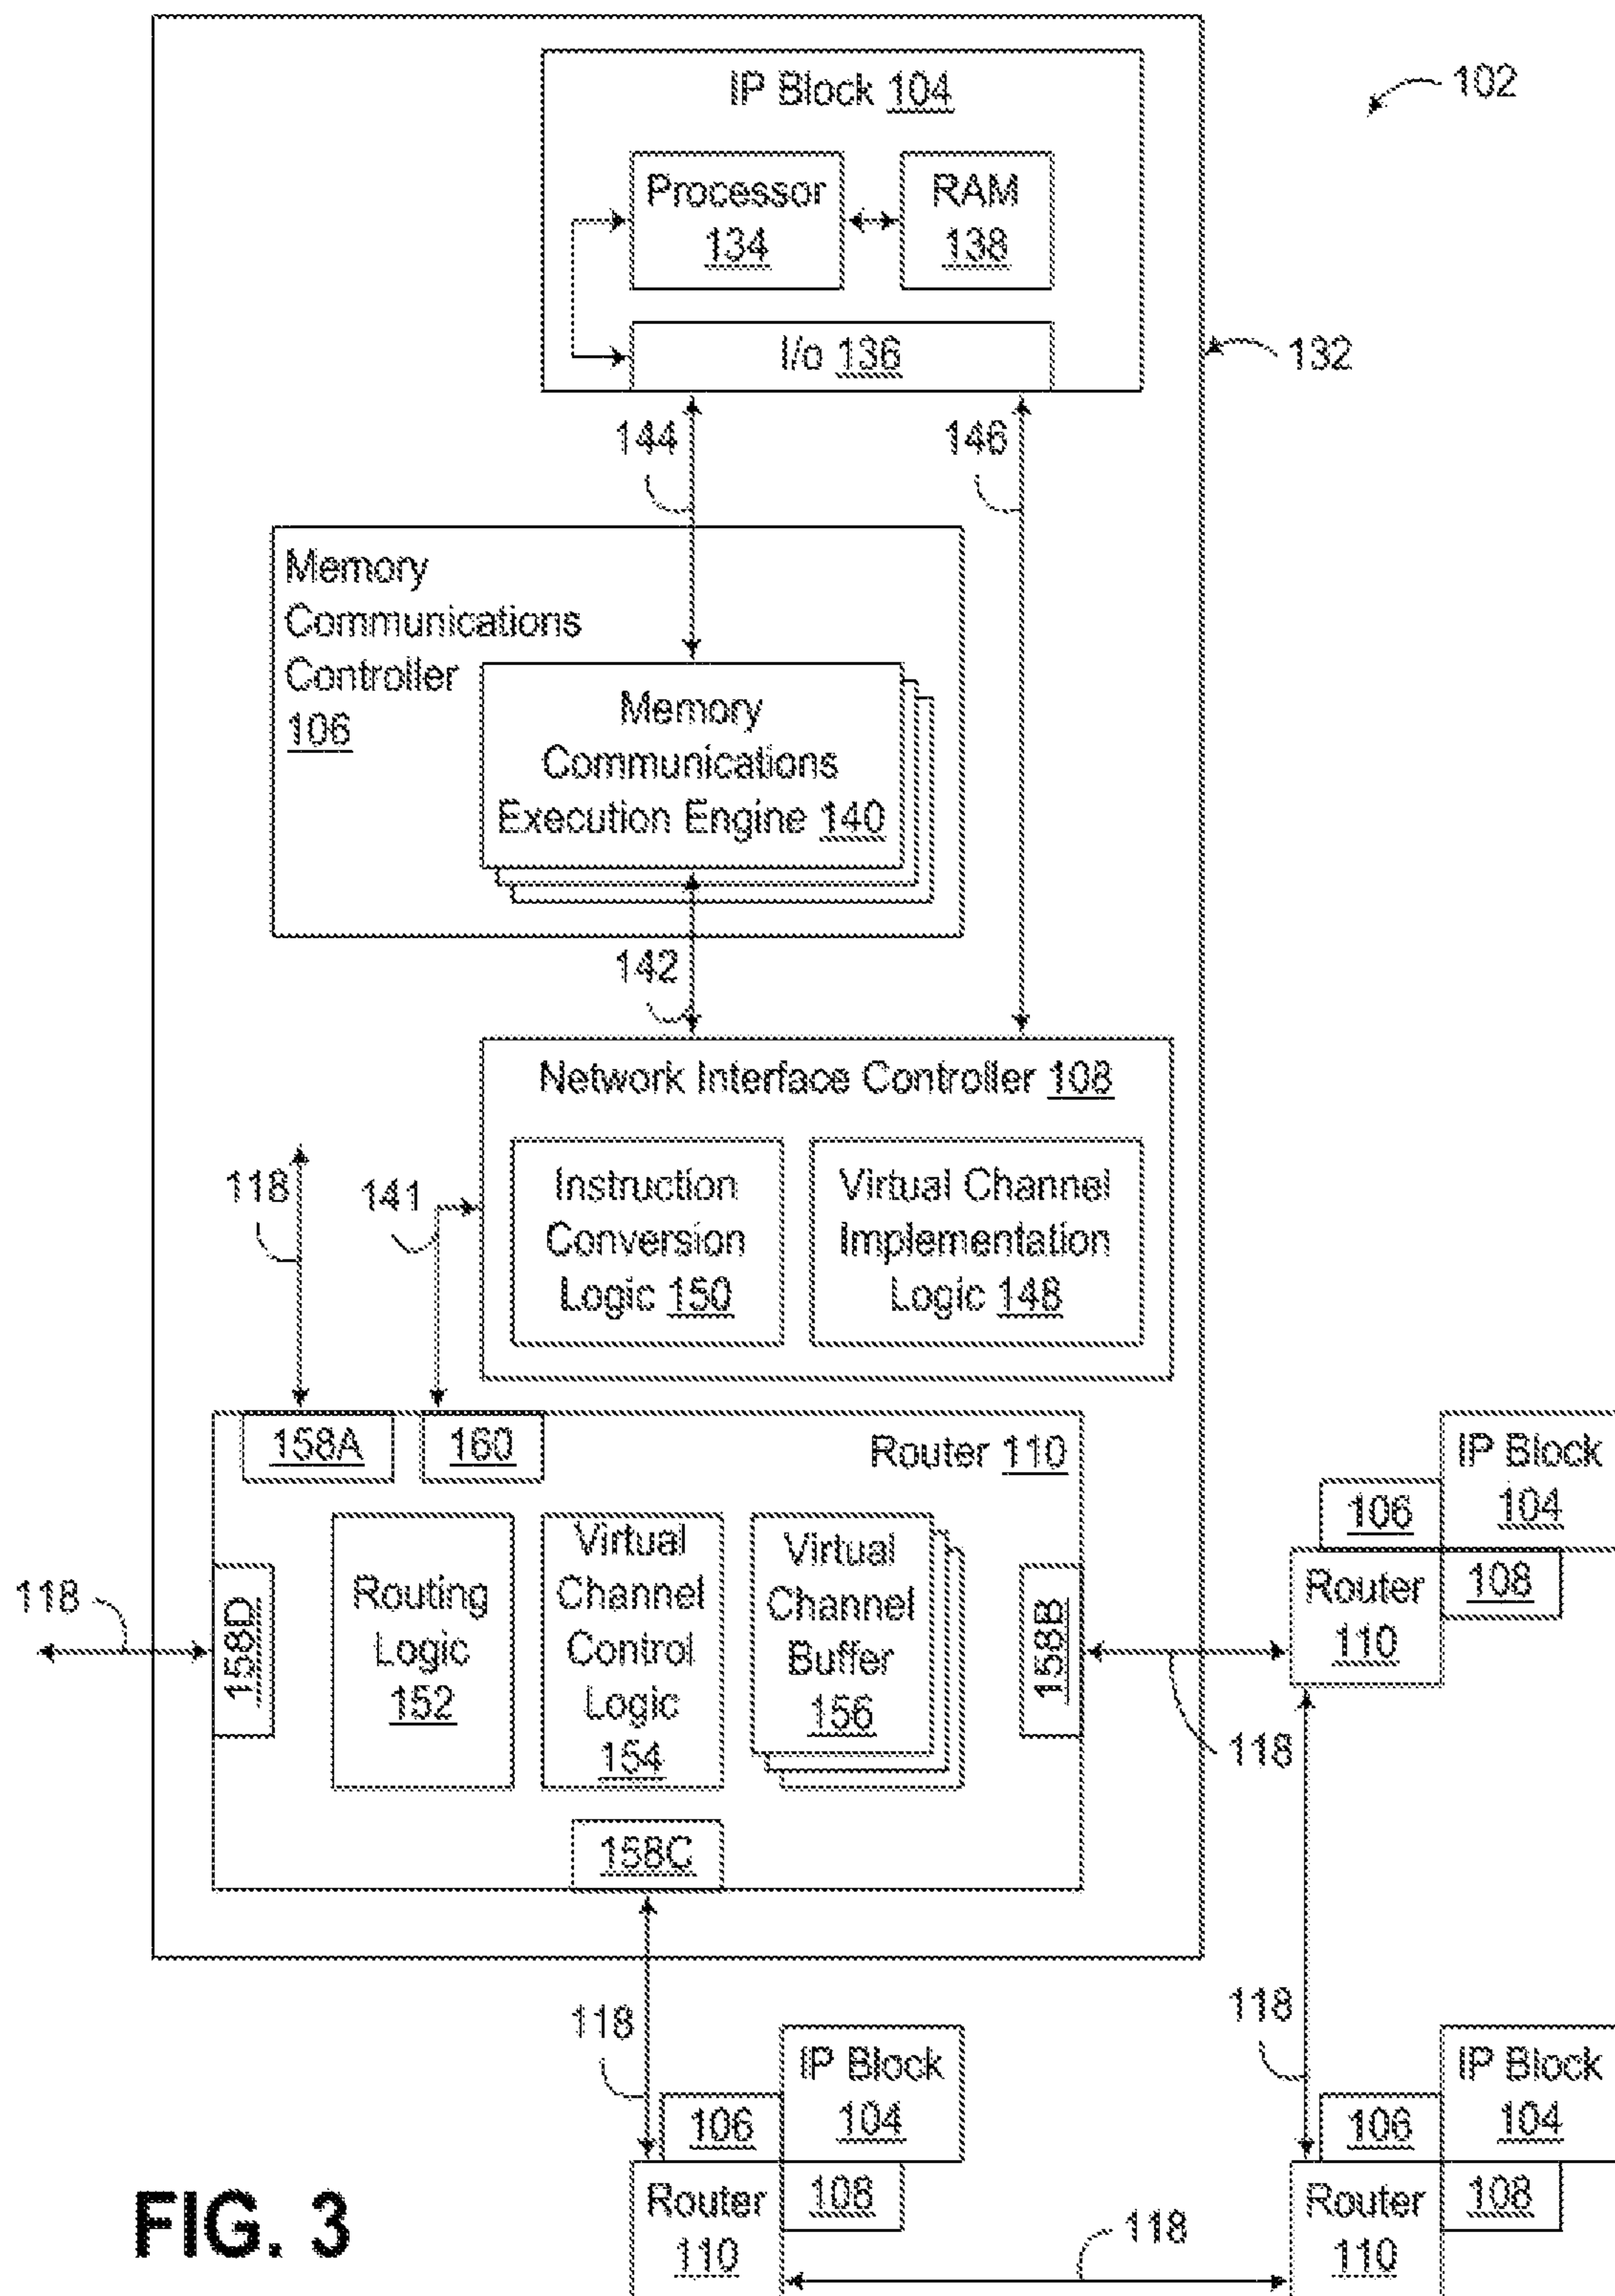 102
IP Block 104
Processor
134
RAM
138
I/o 136
132
144
146
Memory
Communications
Controller
106
Memory
Communications
Execution Engine 140
142
Network Interface Controller 108
Instruction
Conversion
Logic 150
Virtual Channel
Implementation
Logic 148
118
141
158A
160
Router 110
Routing
Logic
152
Virtual
Channel
Control
Logic
154
Virtual
Channel
Buffer
156
158D
158B
158C
118
118
IP Block
104
106
108
Router
110
118
118
IP Block
104
106
108
Router
110
IP Block
104
106
108
Router
110
118
FIG. 3